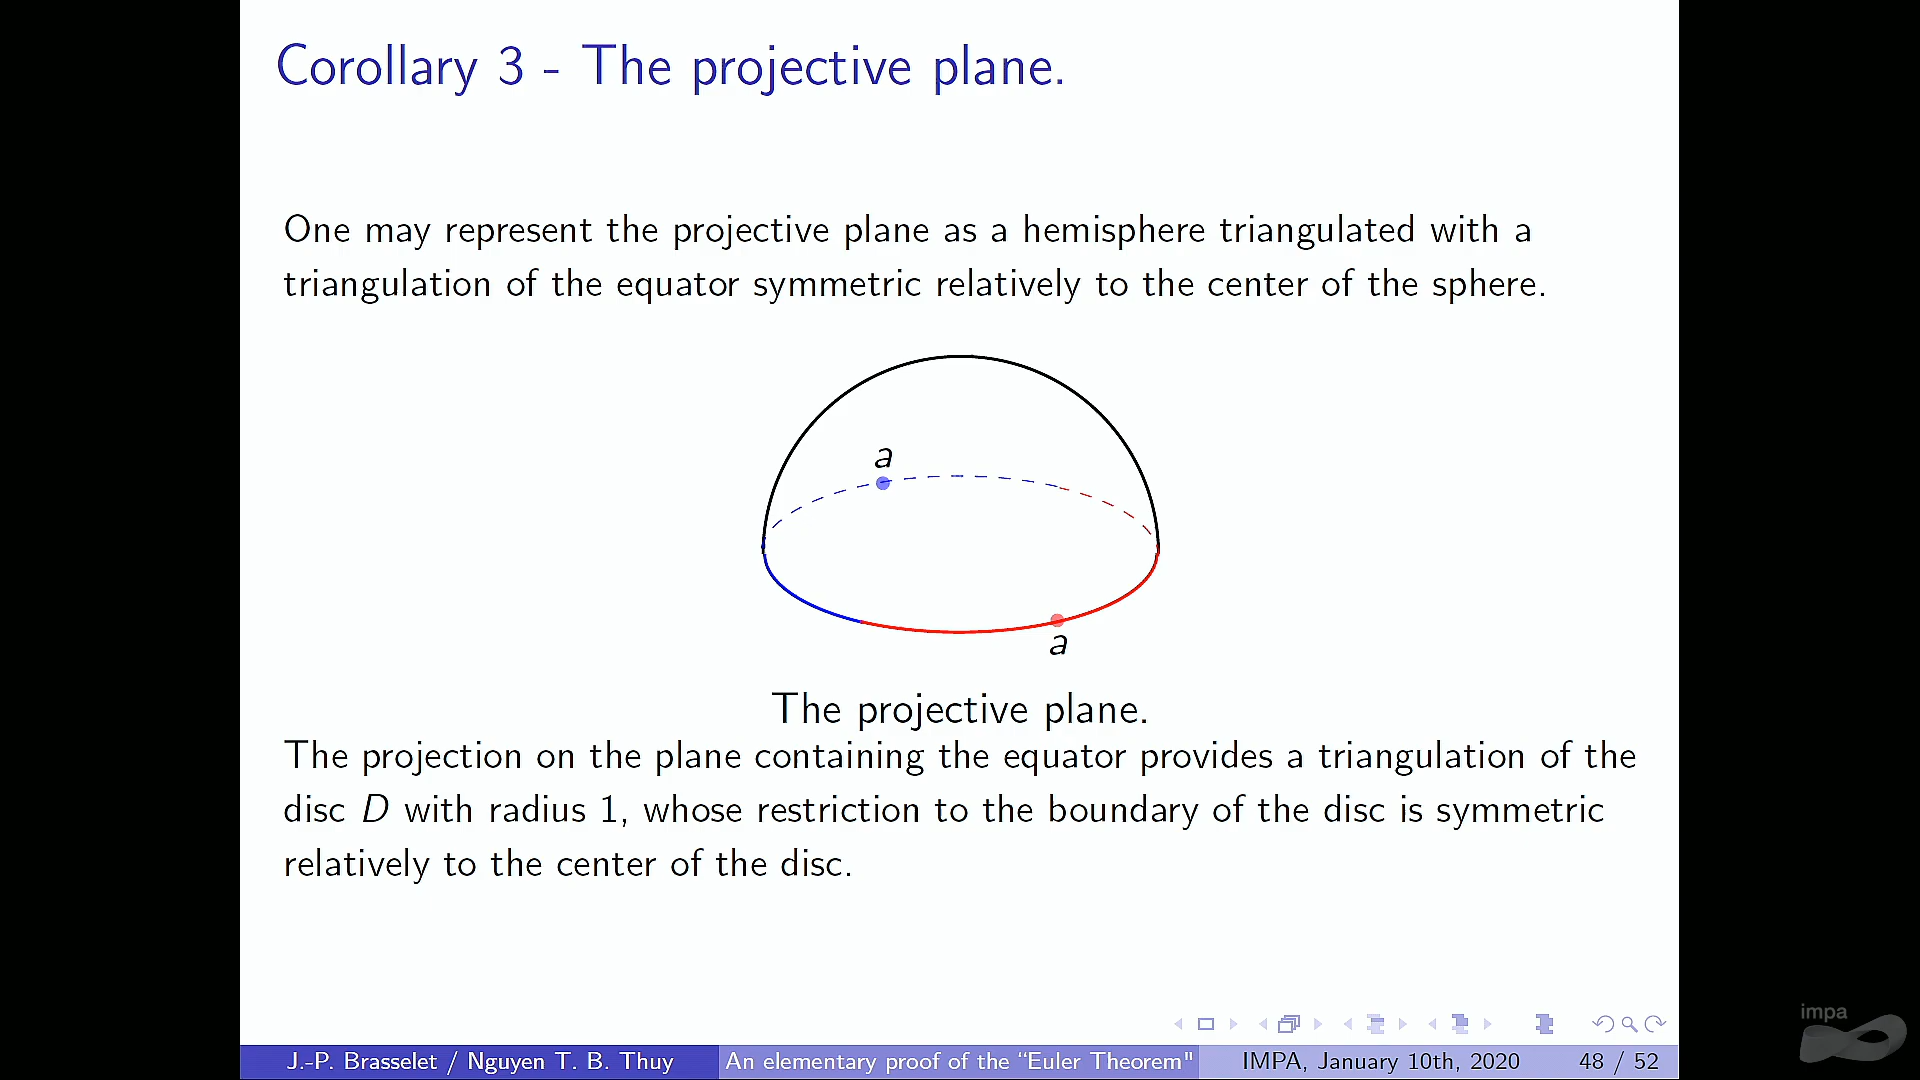 Corollary 3 - The projective plane.
One may represent the projective plane as a hemisphere triangulated with a
triangulation of the equator symmetric relatively to the center of the sphere.
a
a
The projective plane.
The projection on the plane containing the equator provides a triangulation of the
disc D with radius 1, whose restriction to the boundary of the disc is symmetric
relatively to the center of the disc.
impa
J.-P. Brasselet / Nguyen T. B. Thuy An elementary proof of the “Euler Theorem" IMPA, January 10th, 2020 48 / 52